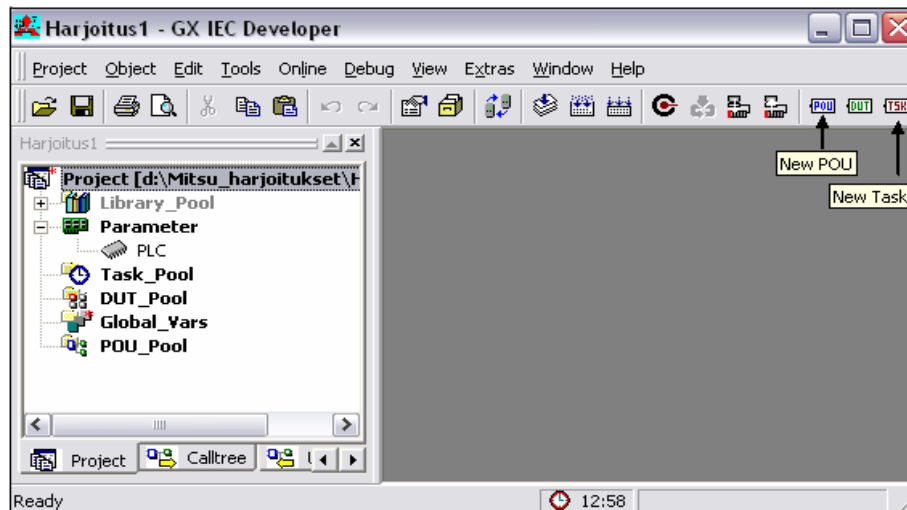 Harjoitus1 - GX IEC Developer
Project Object Edit Tools Online Debug View Extras Window Help
POU DUT TSK
Harjoitus1
New POU
New Task
Project [d:\Mitsu_harjoitukset\H
Library_Pool
Parameter
PLC
Task_Pool
DUT_Pool
Global_Vars
POU_Pool
Project Calltree
Ready 12:58